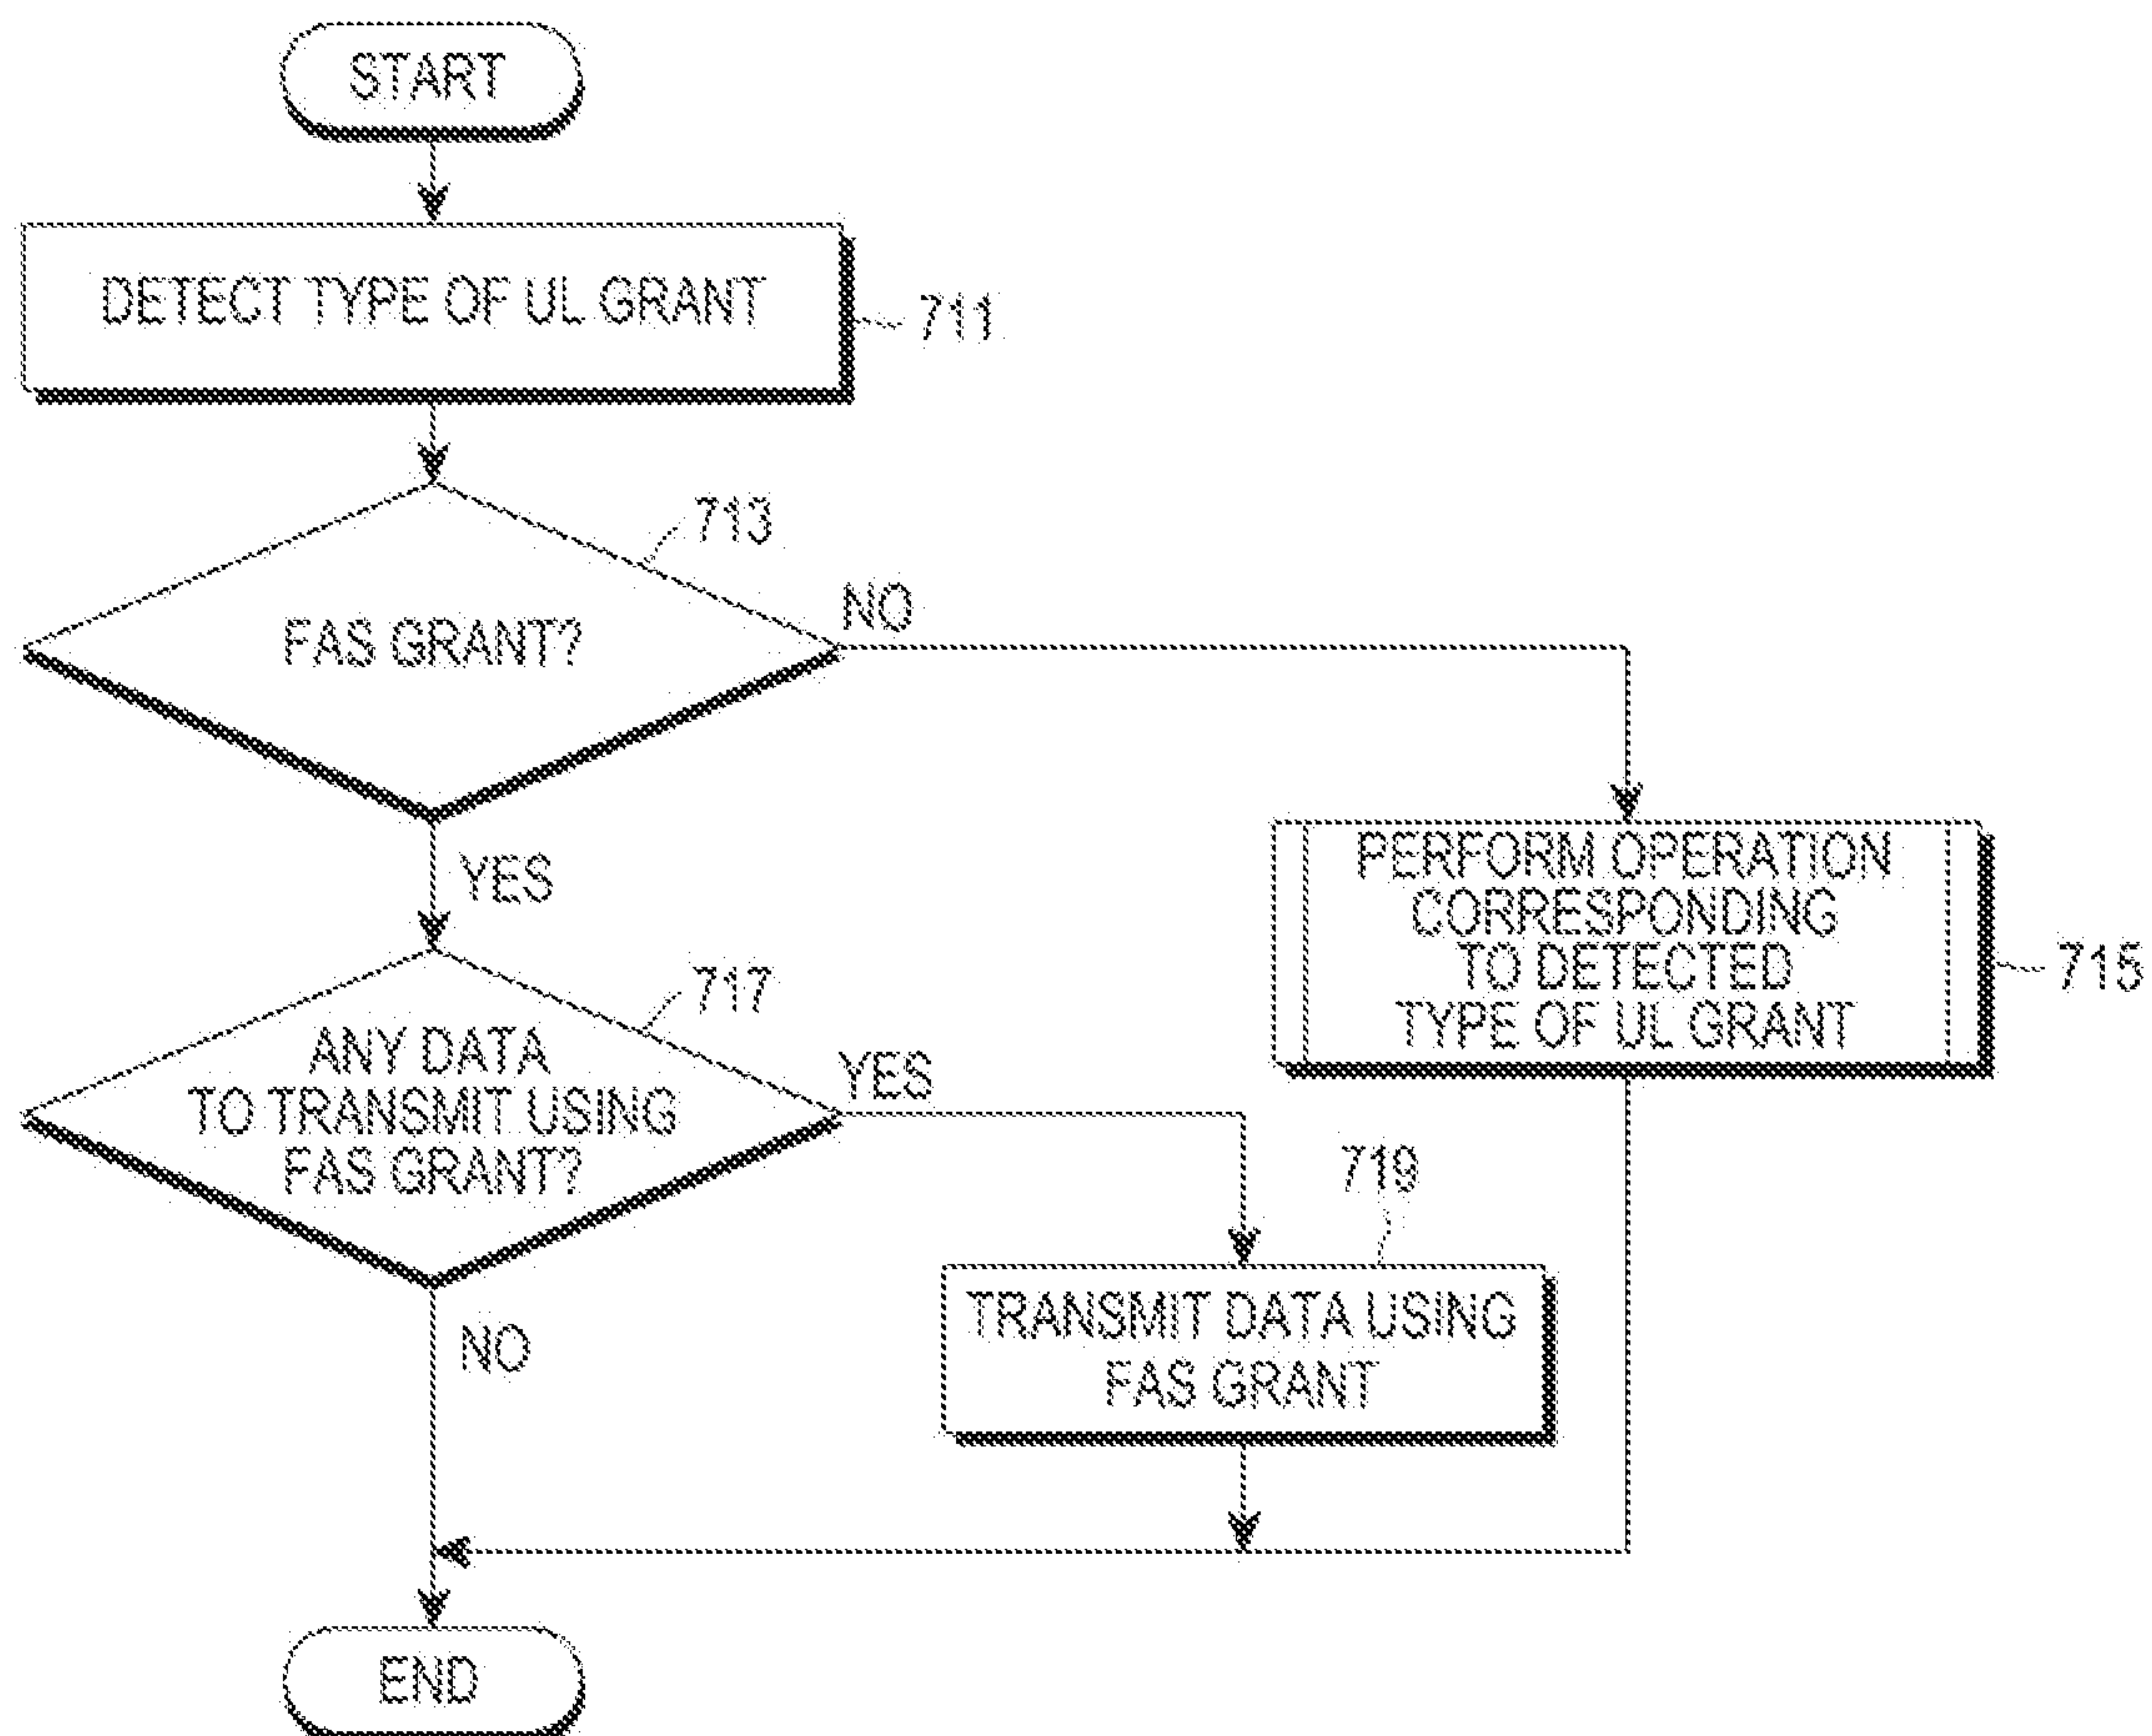 START
DETECT TYPE OF UL GRANT
711
713
FAS GRANT?
NO
YES
PERFORM OPERATION
CORRESPONDING
TO DETECTED
TYPE OF UL GRANT
715
717
ANY DATA
TO TRANSMIT USING
FAS GRANT?
YES
719
TRANSMIT DATA USING
FAS GRANT
NO
END